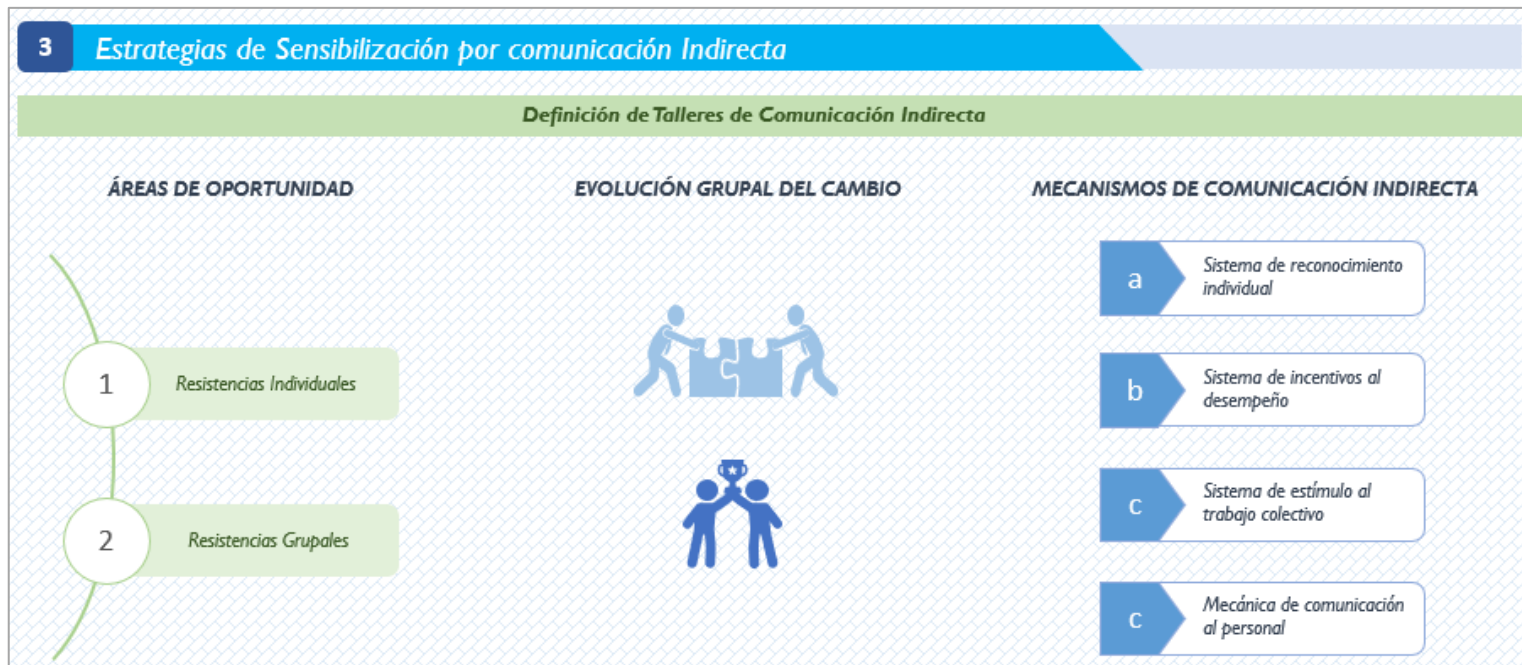 3
Estrategias de Sensibilización por comunicación Indirecta
Definición de Talleres de Comunicación Indirecta
ÁREAS DE OPORTUNIDAD
1
Resistencias Individuales
2
Resistencias Grupales
EVOLUCIÓN GRUPAL DEL CAMBIO
MECANISMOS DE COMUNICACIÓN INDIRECTA
a
Sistema de reconocimiento
individual
b
Sistema de incentivos al
desempeño
c
Sistema de estímulo al
trabajo colectivo
c
Mecánica de comunicación
al personal